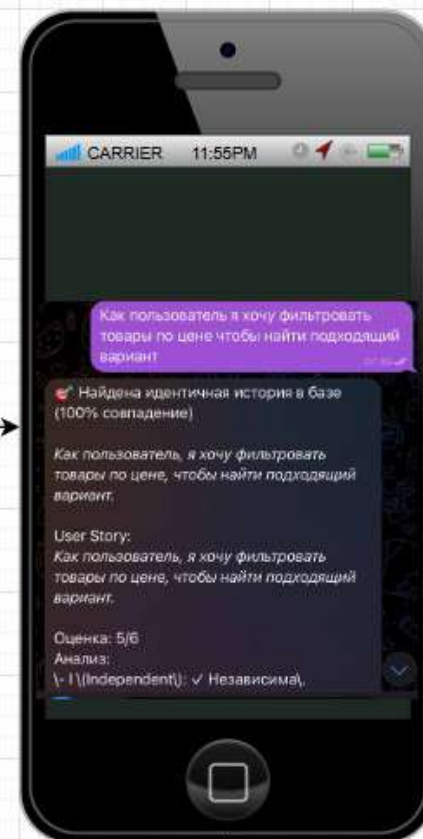 CARRIER 11:55PM
Как пользователь я хочу фильтровать
товары по цене чтобы найти подходящий
вариант
Найдена идентичная история в базе
(100% совпадение)
Как пользователь, я хочу фильтровать
товары по цене, чтобы найти подходящий
вариант.
User Story:
Как пользователь, я хочу фильтровать
товары по цене, чтобы найти подходящий
вариант.
Оценка: 5/6
Анализ:
\- I \(Independent\): ✓ Независима\.